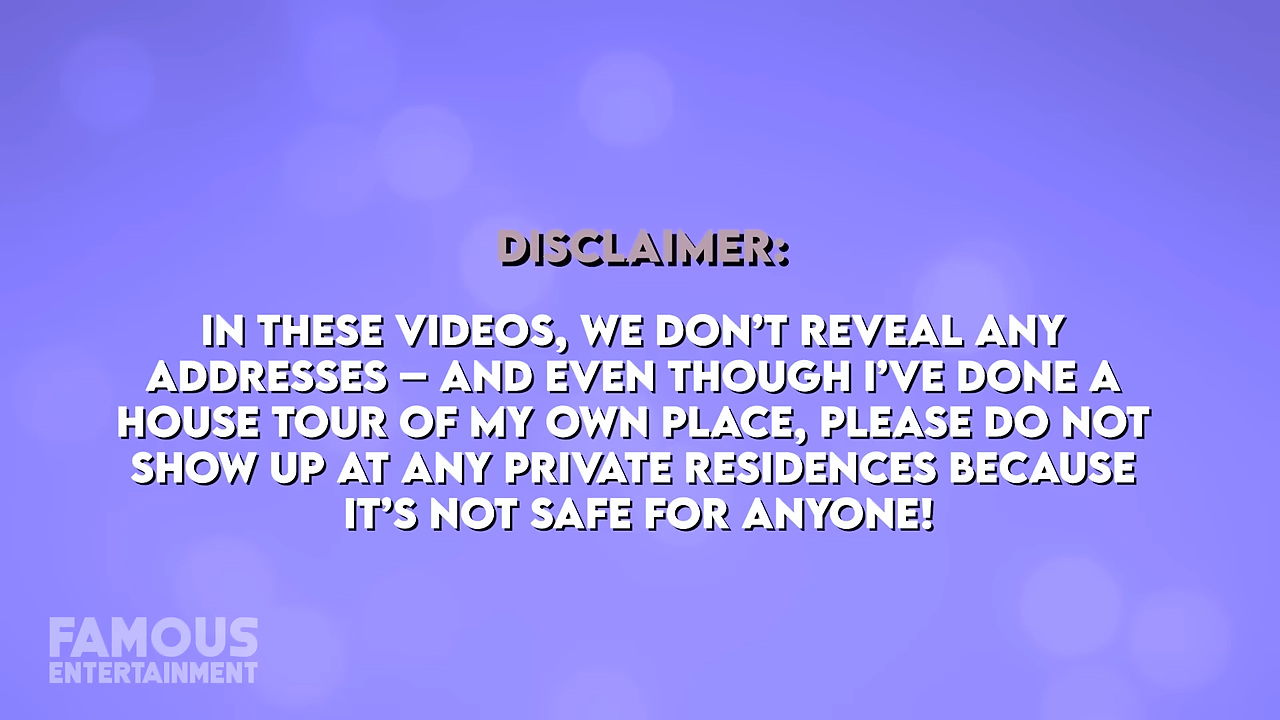 DISCLAIMER:
IN THESE VIDEOS, WE DON’T REVEAL ANY
ADDRESSES – AND EVEN THOUGH I’VE DONE A
HOUSE TOUR OF MY OWN PLACE, PLEASE DO NOT
SHOW UP AT ANY PRIVATE RESIDENCES BECAUSE
IT’S NOT SAFE FOR ANYONE!
FAMOUS
ENTERTAINMENT